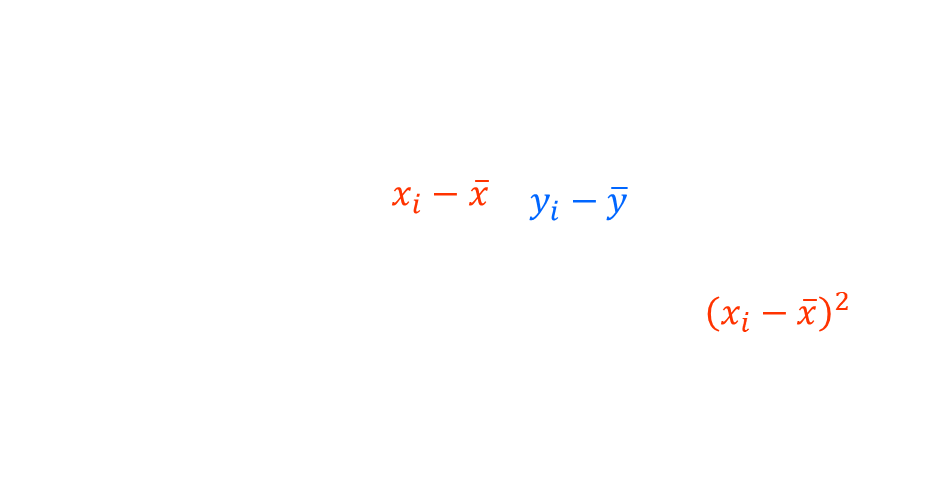 xᵢ − x̄ yᵢ − ȳ
(xᵢ − x̄)²